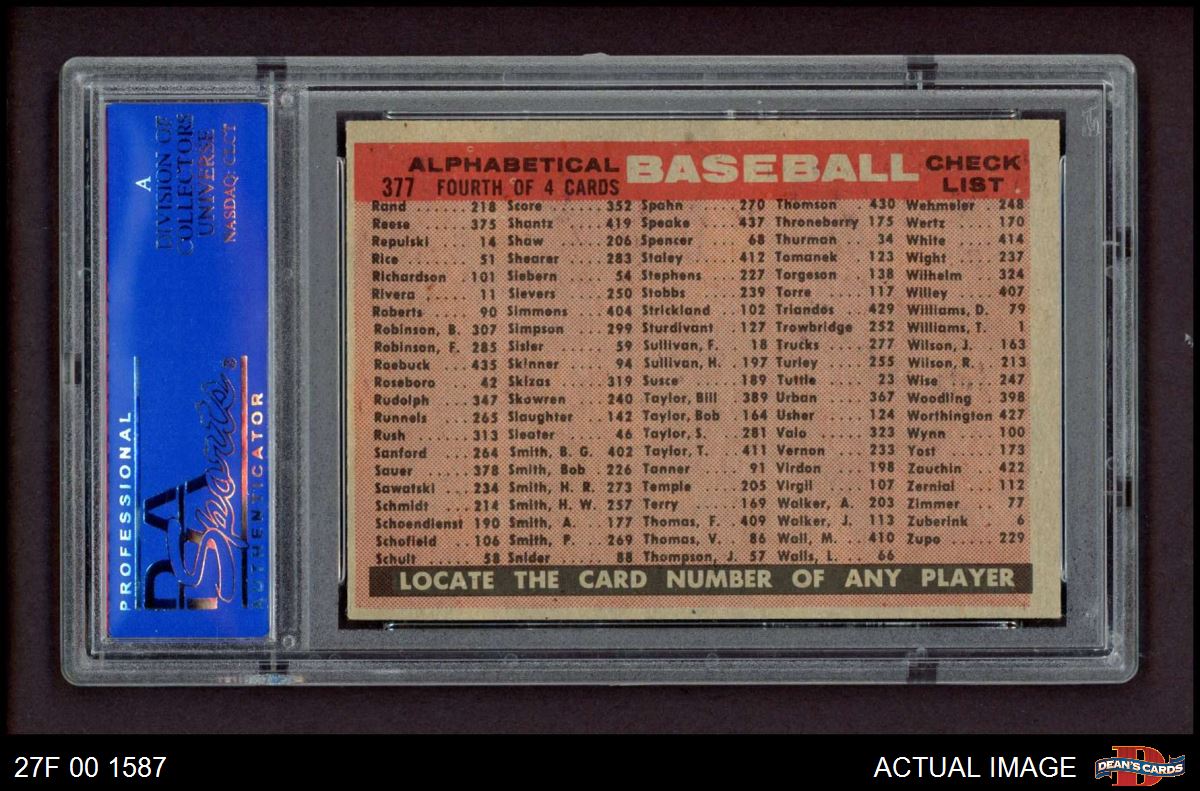 A
DIVISION OF
COLLECTORS
UNIVERSE
NASDAQ: CLCT
PROFESSIONAL
PSA
Sports
®
AUTHENTICATOR
ALPHABETICAL BASEBALL CHECK
377 FOURTH OF 4 CARDS LIST
Rand ...... 218 Score ...... 352 Spahn ...... 270 Thomson ... 430 Wehmeier .. 248
Reese ..... 375 Shantz ..... 419 Speake ..... 437 Throneberry 175 Wertz ..... 170
Repulski ... 14 Shaw ...... 206 Spencer .... 68 Thurman ... 34 White ..... 414
Rice ....... 51 Shearer .... 283 Staley ..... 412 Tomanek ... 123 Wight ..... 237
Richardson . 101 Siebern .... 54 Stephens ... 227 Torgeson ... 138 Wilhelm ... 324
Rivera ..... 11 Sievers .... 250 Stobbs ..... 239 Torre ..... 117 Willey .... 407
Roberts .... 90 Simmons ... 404 Strickland .. 102 Triandos ... 429 Williams, D. 79
Robinson, B. 307 Simpson ... 299 Sturdivant . 127 Trowbridge . 252 Williams, T. 1
Robinson, F. 285 Sisler ...... 59 Sullivan, F. . 18 Trucks ..... 277 Wilson, J. . 163
Roebuck ... 435 Skinner .... 94 Sullivan, H. . 197 Turley ..... 255 Wilson, R. . 213
Roseboro .. 42 Skizas ..... 319 Susce ...... 189 Tuttle ..... 23 Wise ...... 247
Rudolph ... 347 Skowren ... 240 Taylor, Bill . 389 Urban ..... 367 Woodling .. 398
Runnels .... 265 Slaughter .. 142 Taylor, Bob . 164 Usher ..... 124 Worthington 427
Rush ...... 313 Sleater .... 46 Taylor, S. .. 281 Valo ...... 323 Wynn ..... 100
Sanford .... 264 Smith, B. G. 402 Taylor, T. .. 411 Vernon .... 233 Yost ...... 173
Sauer ..... 378 Smith, Bob . 226 Tanner ..... 91 Virdon .... 198 Zauchin ... 422
Sawatski ... 234 Smith, H. R. 273 Temple .... 205 Virgil ..... 107 Zernial .... 112
Schmidt ... 214 Smith, H. W. 257 Terry ...... 169 Walker, A. . 203 Zimmer ... 77
Schoendienst 190 Smith, A. .. 177 Thomas, F. . 409 Walker, J. . 113 Zuberink .. 6
Schofield ... 106 Smith, P. .. 269 Thomas, V. . 86 Wall, M. .. 410 Zupo ..... 229
Schult ..... 58 Snider ..... 88 Thompson, J. 57 Walls, L. .. 66
LOCATE THE CARD NUMBER OF ANY PLAYER
27F 00 1587
ACTUAL IMAGE
D
DEAN'S CARDS